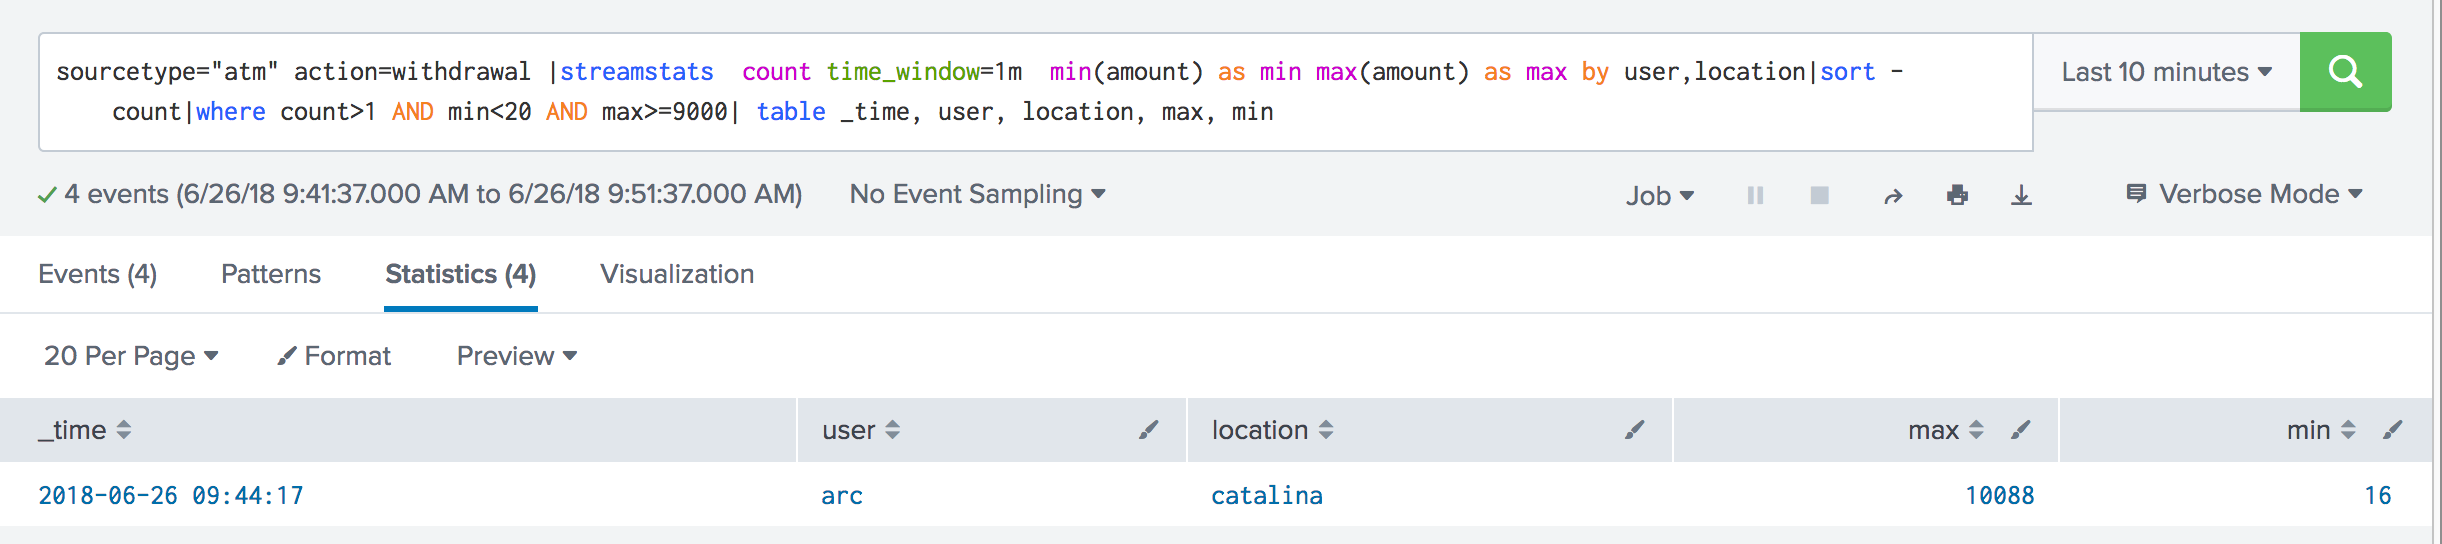 sourcetype="atm" action=withdrawal |streamstats  count time_window=1m  min(amount) as min max(amount) as max by user,location|sort -
count|where count>1 AND min<20 AND max>=9000| table _time, user, location, max, min
Last 10 minutes
4 events (6/26/18 9:41:37.000 AM to 6/26/18 9:51:37.000 AM) No Event Sampling Job Verbose Mode
Events (4) Patterns Statistics (4) Visualization
20 Per Page Format Preview
_time user location max min
2018-06-26 09:44:17 arc catalina 10088 16